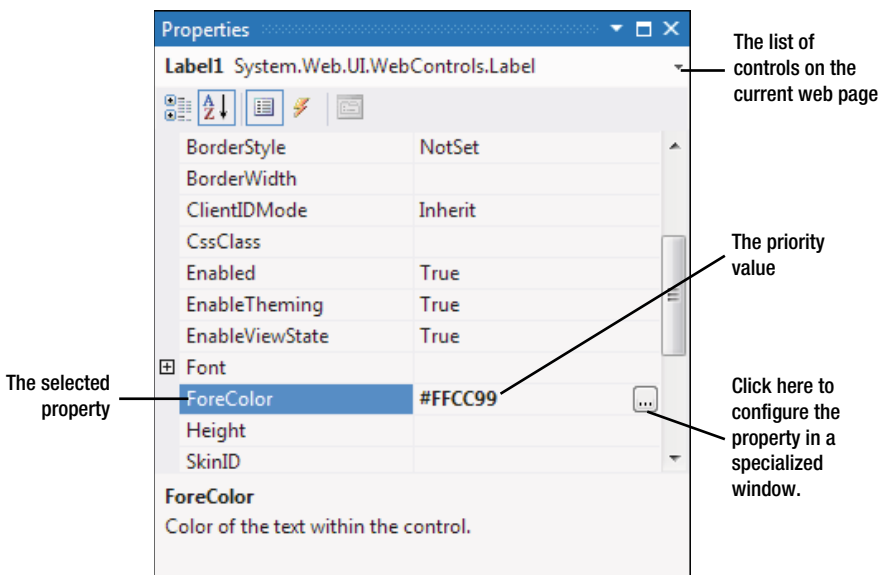 Properties
Label1 System.Web.UI.WebControls.Label
The list of
controls on the
current web page
BorderStyle NotSet
BorderWidth
ClientIDMode Inherit
CssClass
Enabled True
EnableTheming True
EnableViewState True
Font
ForeColor #FFCC99 ...
Height
SkinID
The priority
value
The selected
property
Click here to
configure the
property in a
specialized
window.
ForeColor
Color of the text within the control.